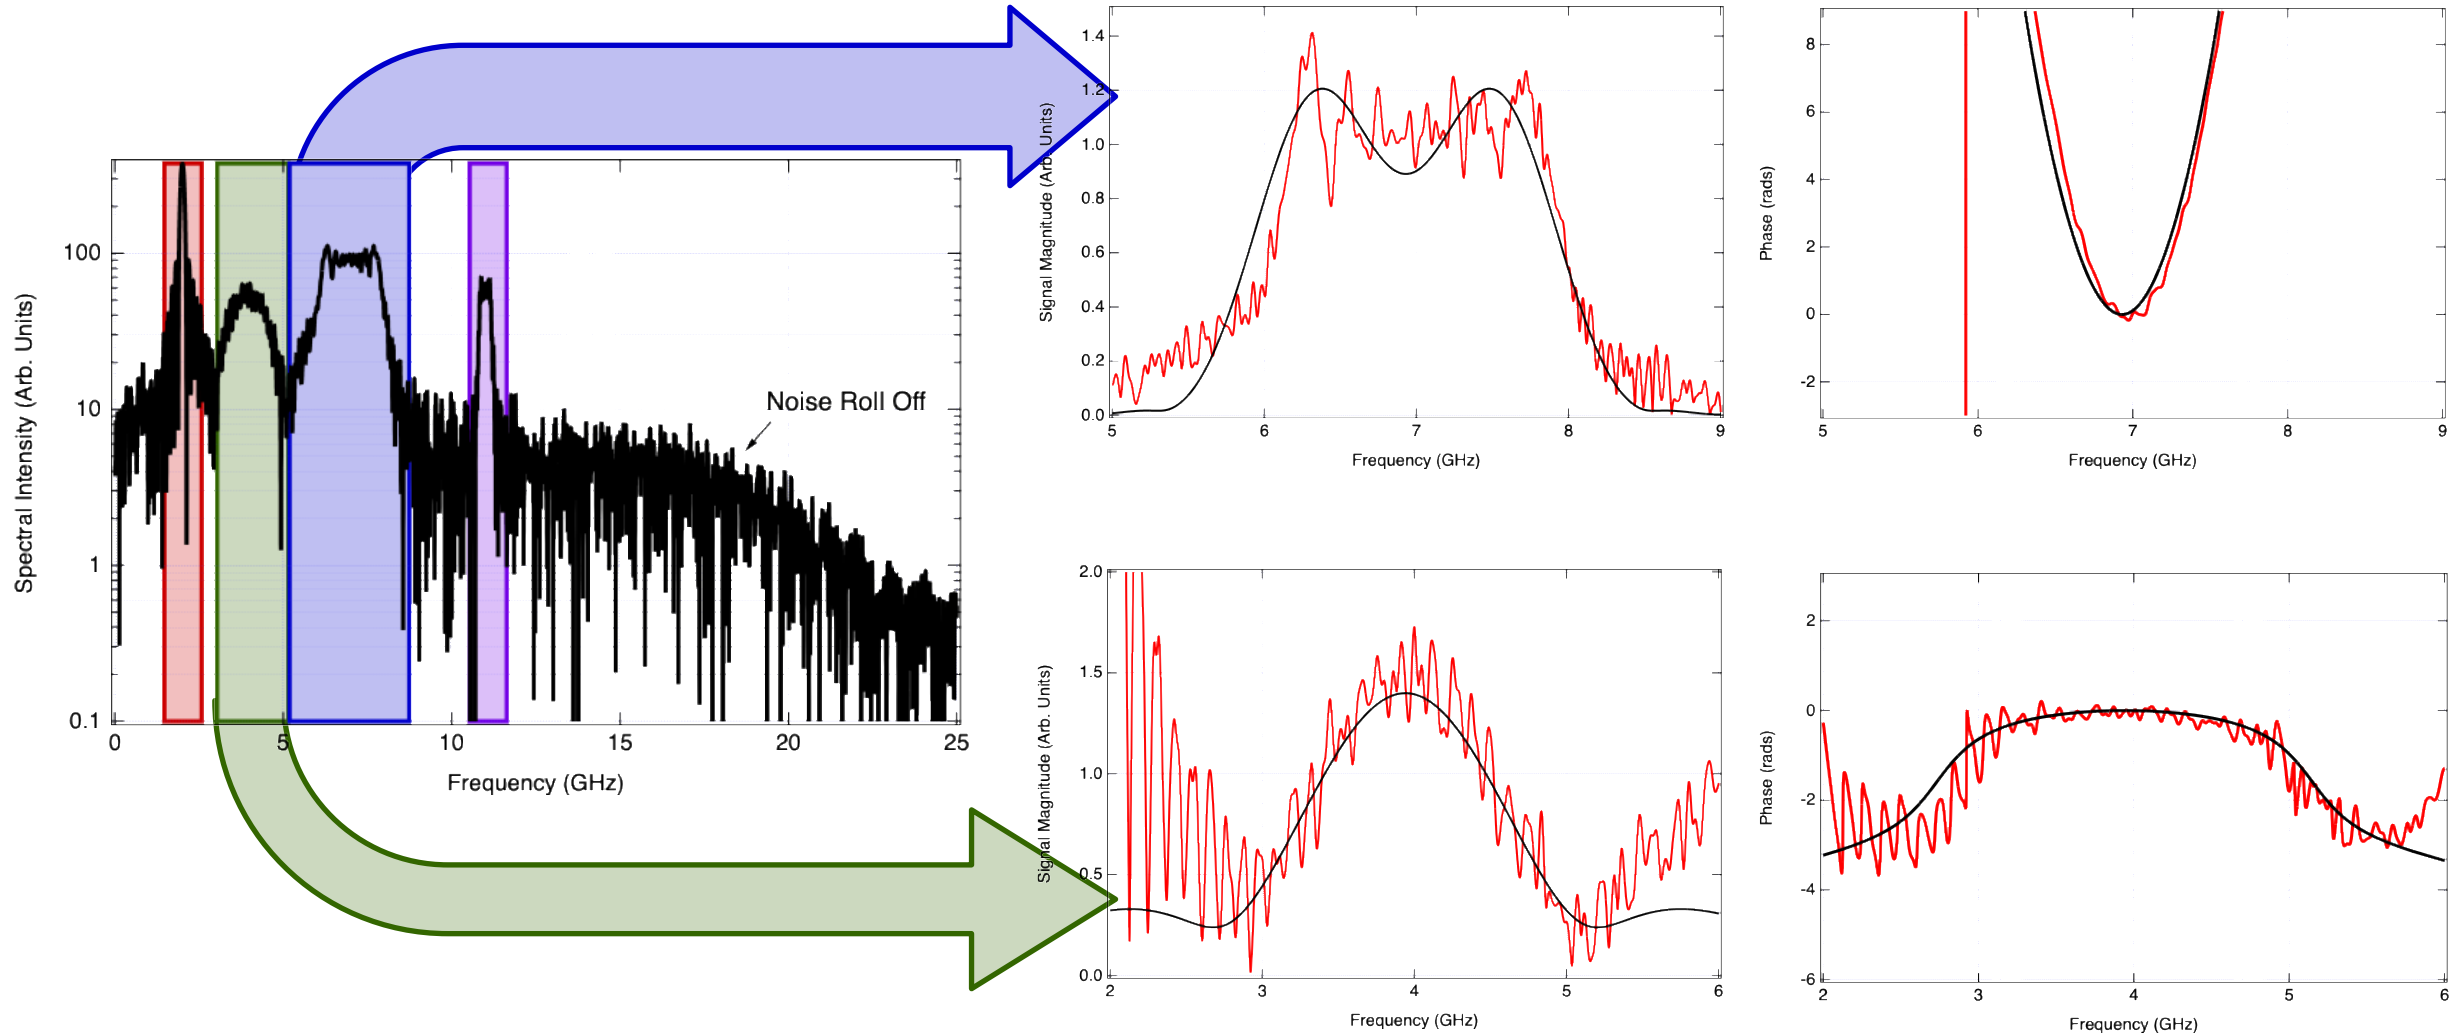 Spectral Intensity (Arb. Units)
100
10
1
0.1
0 5 10 15 20 25
Frequency (GHz)
Noise Roll Off
Signal Magnitude (Arb. Units)
1.4
1.2
1.0
0.8
0.6
0.4
0.2
0.0
5 6 7 8 9
Frequency (GHz)
Phase (rads)
8
6
4
2
0
-2
5 6 7 8 9
Frequency (GHz)
Signal Magnitude (Arb. Units)
2.0
1.5
1.0
0.5
0.0
2 3 4 5 6
Frequency (GHz)
Phase (rads)
2
0
-2
-4
-6
2 3 4 5 6
Frequency (GHz)